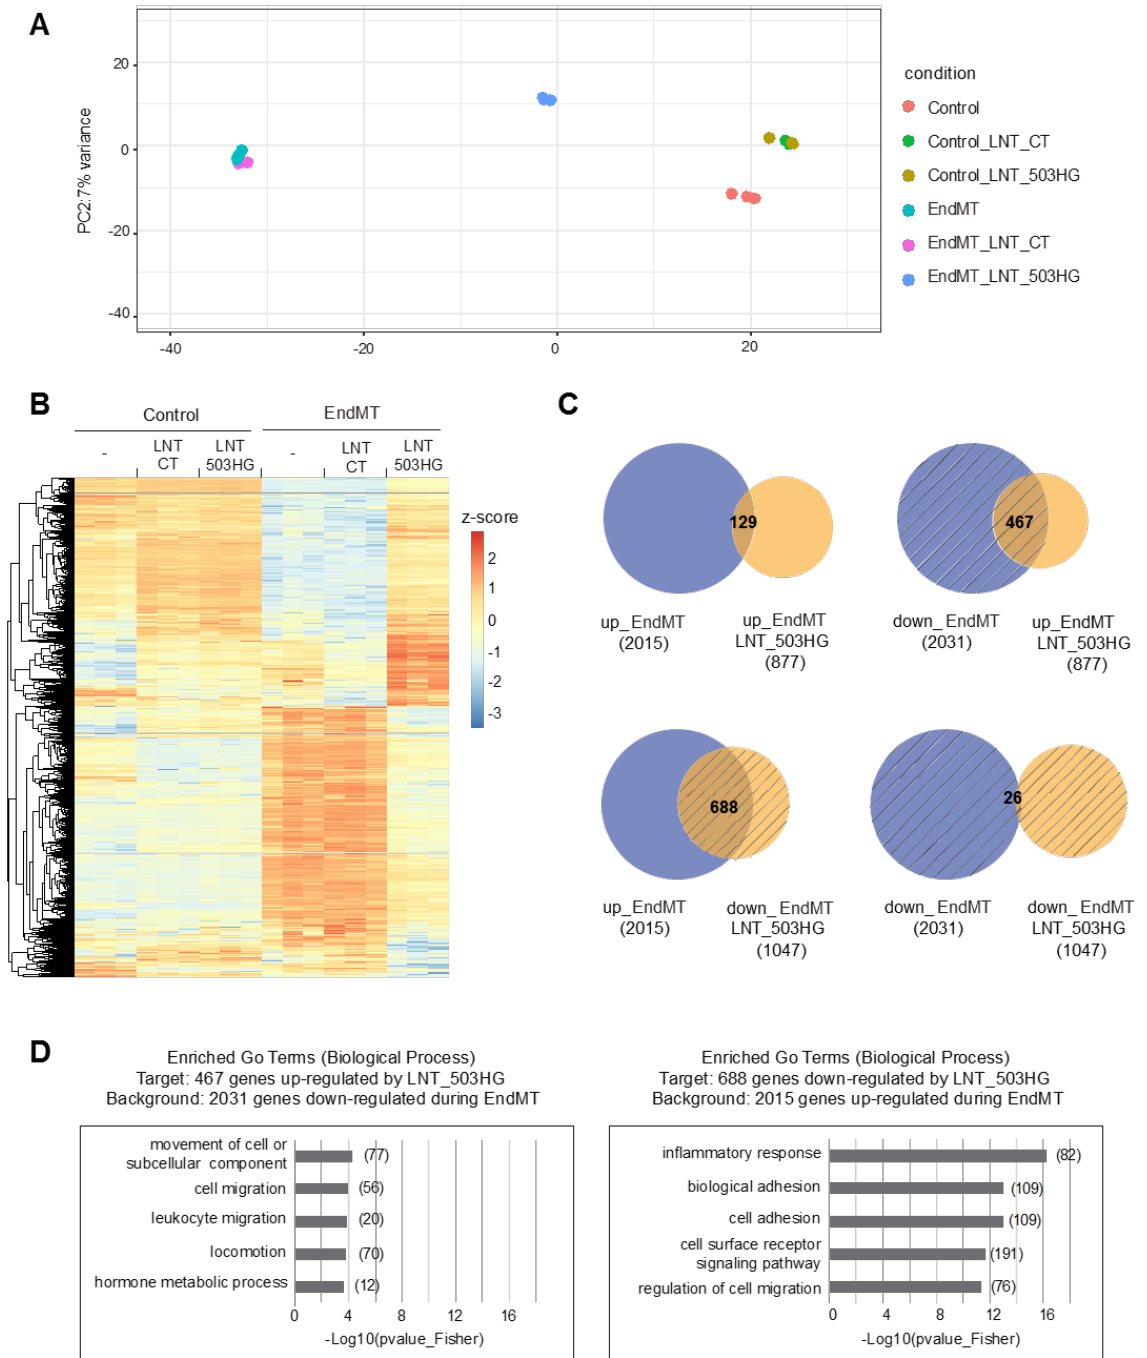 A
20
0
-20
-40
PC2:7% variance
-40
-20
0
20
condition
Control
Control_LNT_CT
Control_LNT_503HG
EndMT
EndMT_LNT_CT
EndMT_LNT_503HG
B
Control
EndMT
-
LNT
CT
LNT
503HG
-
LNT
CT
LNT
503HG
z-score
2
1
0
-1
-2
-3
C
129
up_EndMT
(2015)
up_EndMT
LNT_503HG
(877)
467
down_EndMT
(2031)
up_EndMT
LNT_503HG
(877)
688
up_EndMT
(2015)
down_EndMT
LNT_503HG
(1047)
26
down_EndMT
(2031)
down_EndMT
LNT_503HG
(1047)
D
Enriched Go Terms (Biological Process)
Target: 467 genes up-regulated by LNT_503HG
Background: 2031 genes down-regulated during EndMT
movement of cell or
subcellular component
(77)
cell migration
(56)
leukocyte migration
(20)
locomotion
(70)
hormone metabolic process
(12)
0 4 8 12 16
-Log10(pvalue_Fisher)
Enriched Go Terms (Biological Process)
Target: 688 genes down-regulated by LNT_503HG
Background: 2015 genes up-regulated during EndMT
inflammatory response
(82)
biological adhesion
(109)
cell adhesion
(109)
cell surface receptor
signaling pathway
(191)
regulation of cell migration
(76)
0 4 8 12 16
-Log10(pvalue_Fisher)